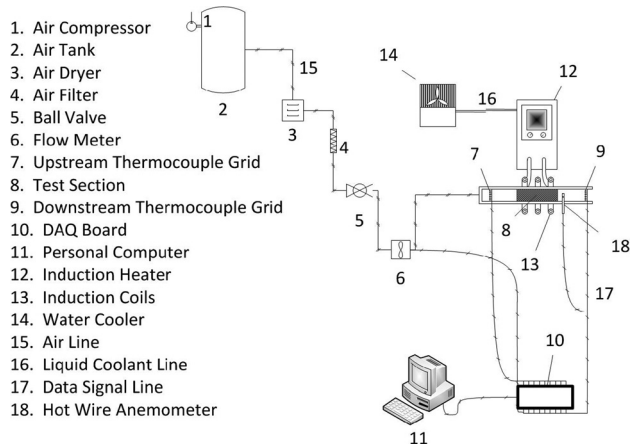 1. Air Compressor
2. Air Tank
3. Air Dryer
4. Air Filter
5. Ball Valve
6. Flow Meter
7. Upstream Thermocouple Grid
8. Test Section
9. Downstream Thermocouple Grid
10. DAQ Board
11. Personal Computer
12. Induction Heater
13. Induction Coils
14. Water Cooler
15. Air Line
16. Liquid Coolant Line
17. Data Signal Line
18. Hot Wire Anemometer
1
2
15
3
4
5
6
14
16
12
7
9
8
13
18
17
10
11